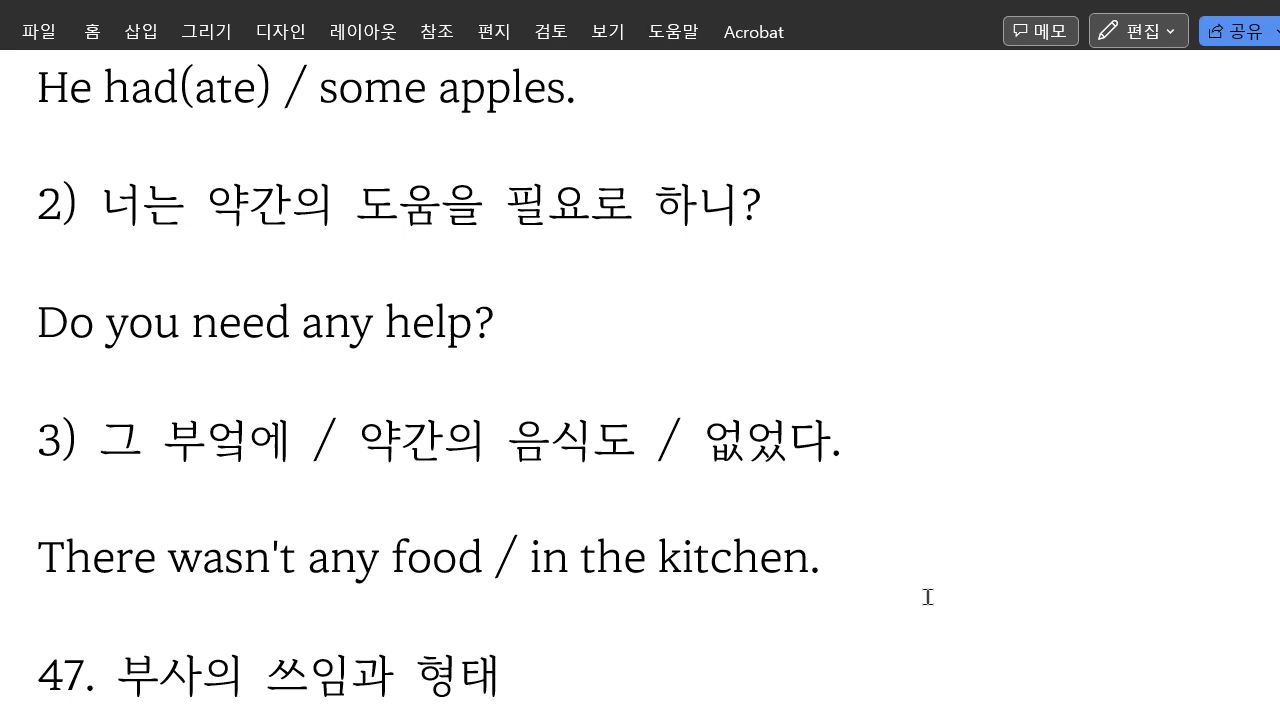 파일 홈 삽입 그리기 디자인 레이아웃 참조 편지 검토 보기 도움말 Acrobat 메모 편집 공유
He had(ate) / some apples.
2) 너는 약간의 도움을 필요로 하니?
Do you need any help?
3) 그 부엌에 / 약간의 음식도 / 없었다.
There wasn't any food / in the kitchen.
47. 부사의 쓰임과 형태